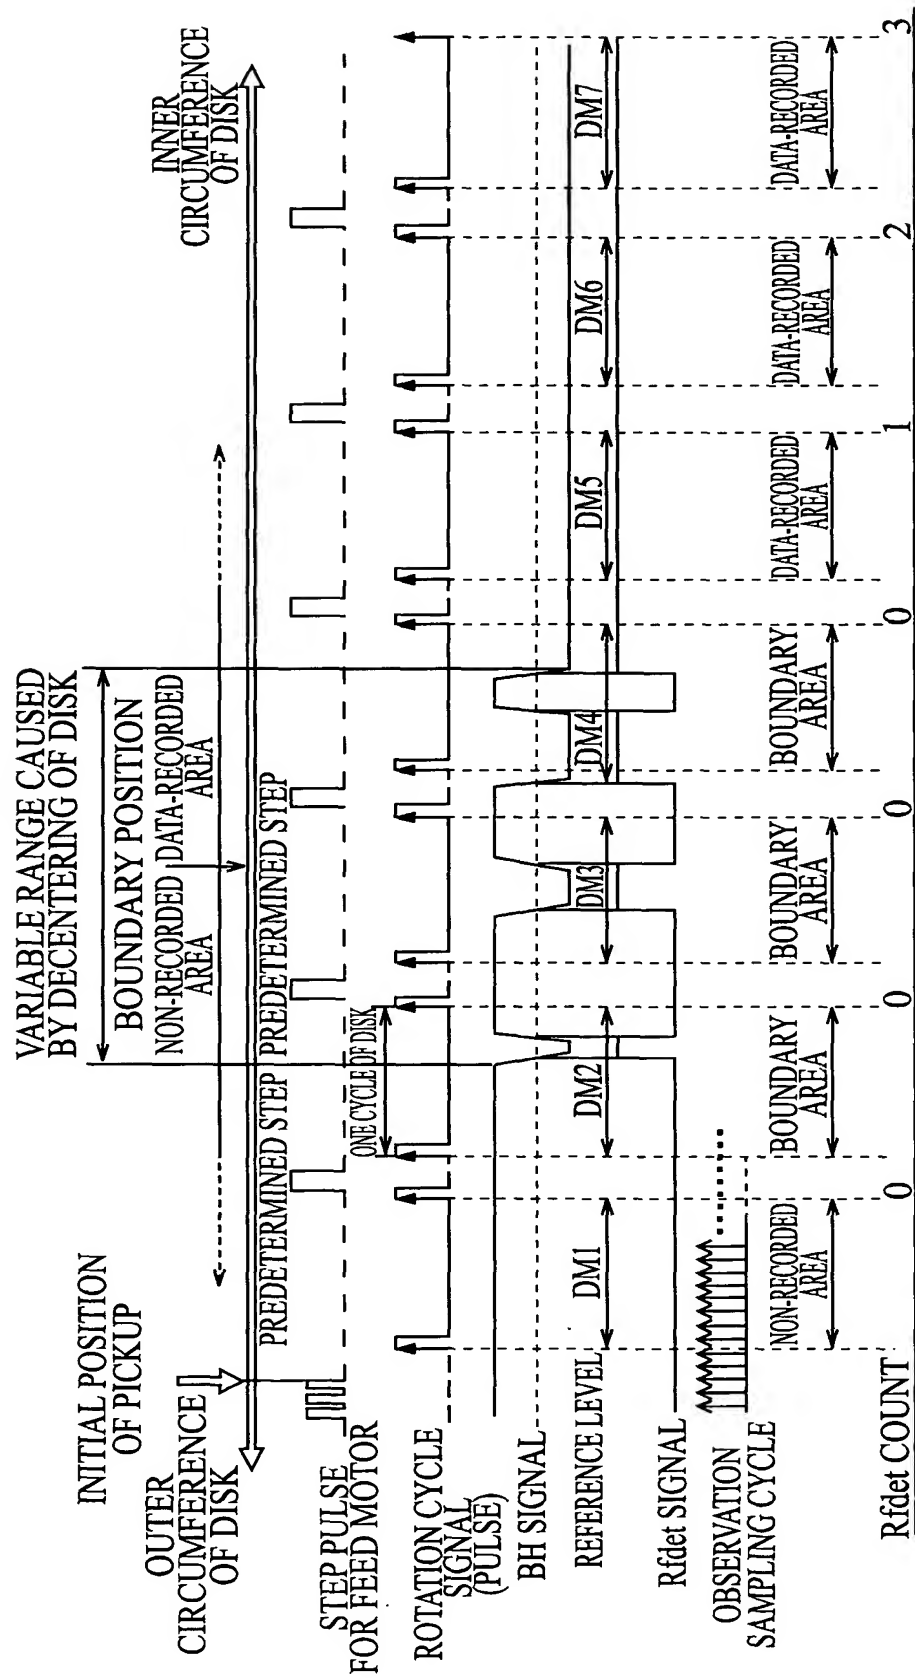 VARIABLE RANGE CAUSED
BY DECENTERING OF DISK
BOUNDARY POSITION
NON-RECORDED
AREA
DATA-RECORDED
AREA
INITIAL POSITION
OF PICKUP
OUTER
CIRCUMFERENCE
OF DISK
INNER
CIRCUMFERENCE
OF DISK
PREDETERMINED STEP
PREDETERMINED STEP
STEP PULSE
FOR FEED MOTOR
ONE CYCLE OF DISK
ROTATION CYCLE
SIGNAL
(PULSE)
BH SIGNAL
REFERENCE LEVEL
DM1
DM2
DM3
DM4
DM5
DM6
DM7
Rfdet SIGNAL
OBSERVATION
SAMPLING CYCLE
NON-RECORDED
AREA
BOUNDARY
AREA
BOUNDARY
AREA
BOUNDARY
AREA
DATA-RECORDED
AREA
DATA-RECORDED
AREA
DATA-RECORDED
AREA
Rfdet COUNT
0
0
0
0
1
2
3